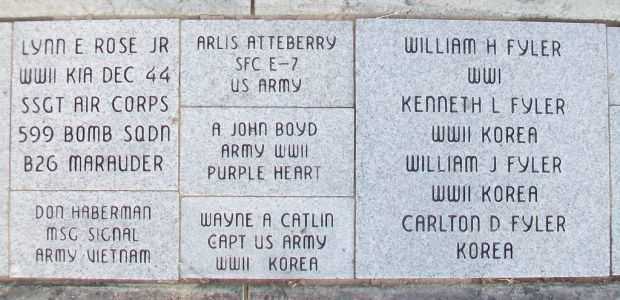 LYNN E ROSE JR
WWII KIA DEC 44
SSGT AIR CORPS
599 BOMB SQDN
B26 MARAUDER
DON HABERMAN
MSG SIGNAL
ARMY VIETNAM
ARLIS ATTEBERRY
SFC E-7
US ARMY
A JOHN BOYD
ARMY WWII
PURPLE HEART
WAYNE A CATLIN
CAPT US ARMY
WWII KOREA
WILLIAM H FYLER
WWI
KENNETH L FYLER
WWII KOREA
WILLIAM J FYLER
WWII KOREA
CARLTON D FYLER
KOREA